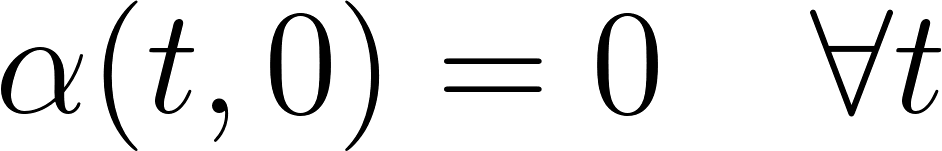 α(t, 0) = 0 ∀t